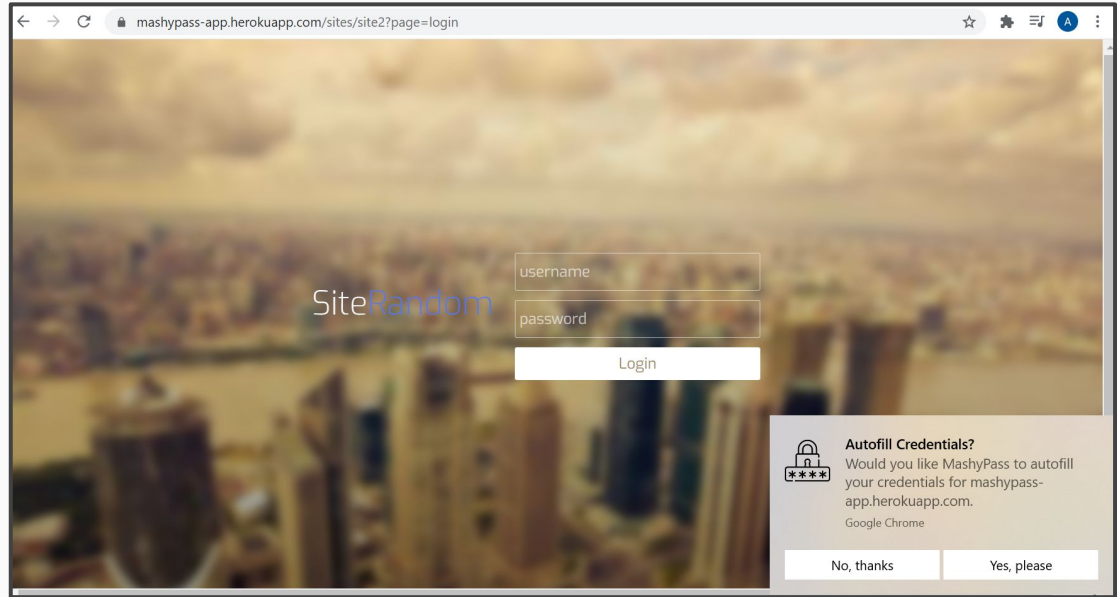 mashypass-app.herokuapp.com/sites/site2?page=login
A
username
SiteRandom
password
Login
****
Autofill Credentials?
Would you like MashyPass to autofill
your credentials for mashypass-
app.herokuapp.com.
Google Chrome
No, thanks
Yes, please